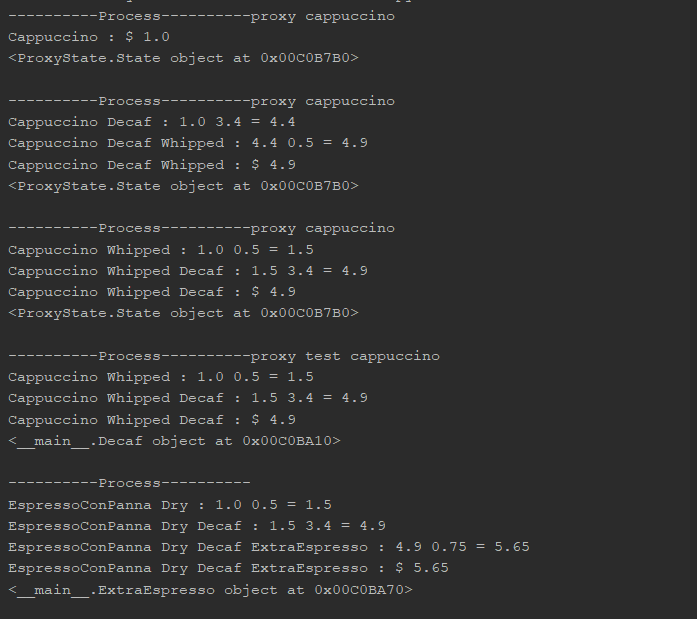 ----------Process----------proxy cappuccino
Cappuccino : $ 1.0
<ProxyState.State object at 0x00C0B7B0>
----------Process----------proxy cappuccino
Cappuccino Decaf : 1.0 3.4 = 4.4
Cappuccino Decaf Whipped : 4.4 0.5 = 4.9
Cappuccino Decaf Whipped : $ 4.9
<ProxyState.State object at 0x00C0B7B0>
----------Process----------proxy cappuccino
Cappuccino Whipped : 1.0 0.5 = 1.5
Cappuccino Whipped Decaf : 1.5 3.4 = 4.9
Cappuccino Whipped Decaf : $ 4.9
<ProxyState.State object at 0x00C0B7B0>
----------Process----------proxy test cappuccino
Cappuccino Whipped : 1.0 0.5 = 1.5
Cappuccino Whipped Decaf : 1.5 3.4 = 4.9
Cappuccino Whipped Decaf : $ 4.9
<__main__.Decaf object at 0x00C0BA10>
----------Process----------
EspressoConPanna Dry : 1.0 0.5 = 1.5
EspressoConPanna Dry Decaf : 1.5 3.4 = 4.9
EspressoConPanna Dry Decaf ExtraEspresso : 4.9 0.75 = 5.65
EspressoConPanna Dry Decaf ExtraEspresso : $ 5.65
<__main__.ExtraEspresso object at 0x00C0BA70>